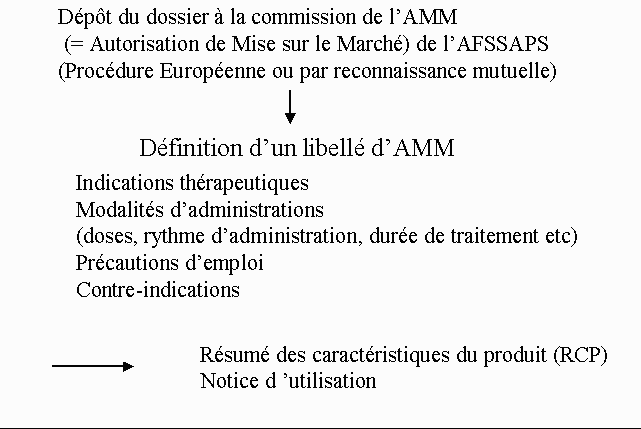 Dépôt du dossier à la commission de l’AMM
(= Autorisation de Mise sur le Marché) de l’AFSSAPS
(Procédure Européenne ou par reconnaissance mutuelle)
Définition d’un libellé d’AMM
Indications thérapeutiques
Modalités d’administrations
(doses, rythme d’administration, durée de traitement etc)
Précautions d’emploi
Contre-indications
Résumé des caractéristiques du produit (RCP)
Notice d ’utilisation